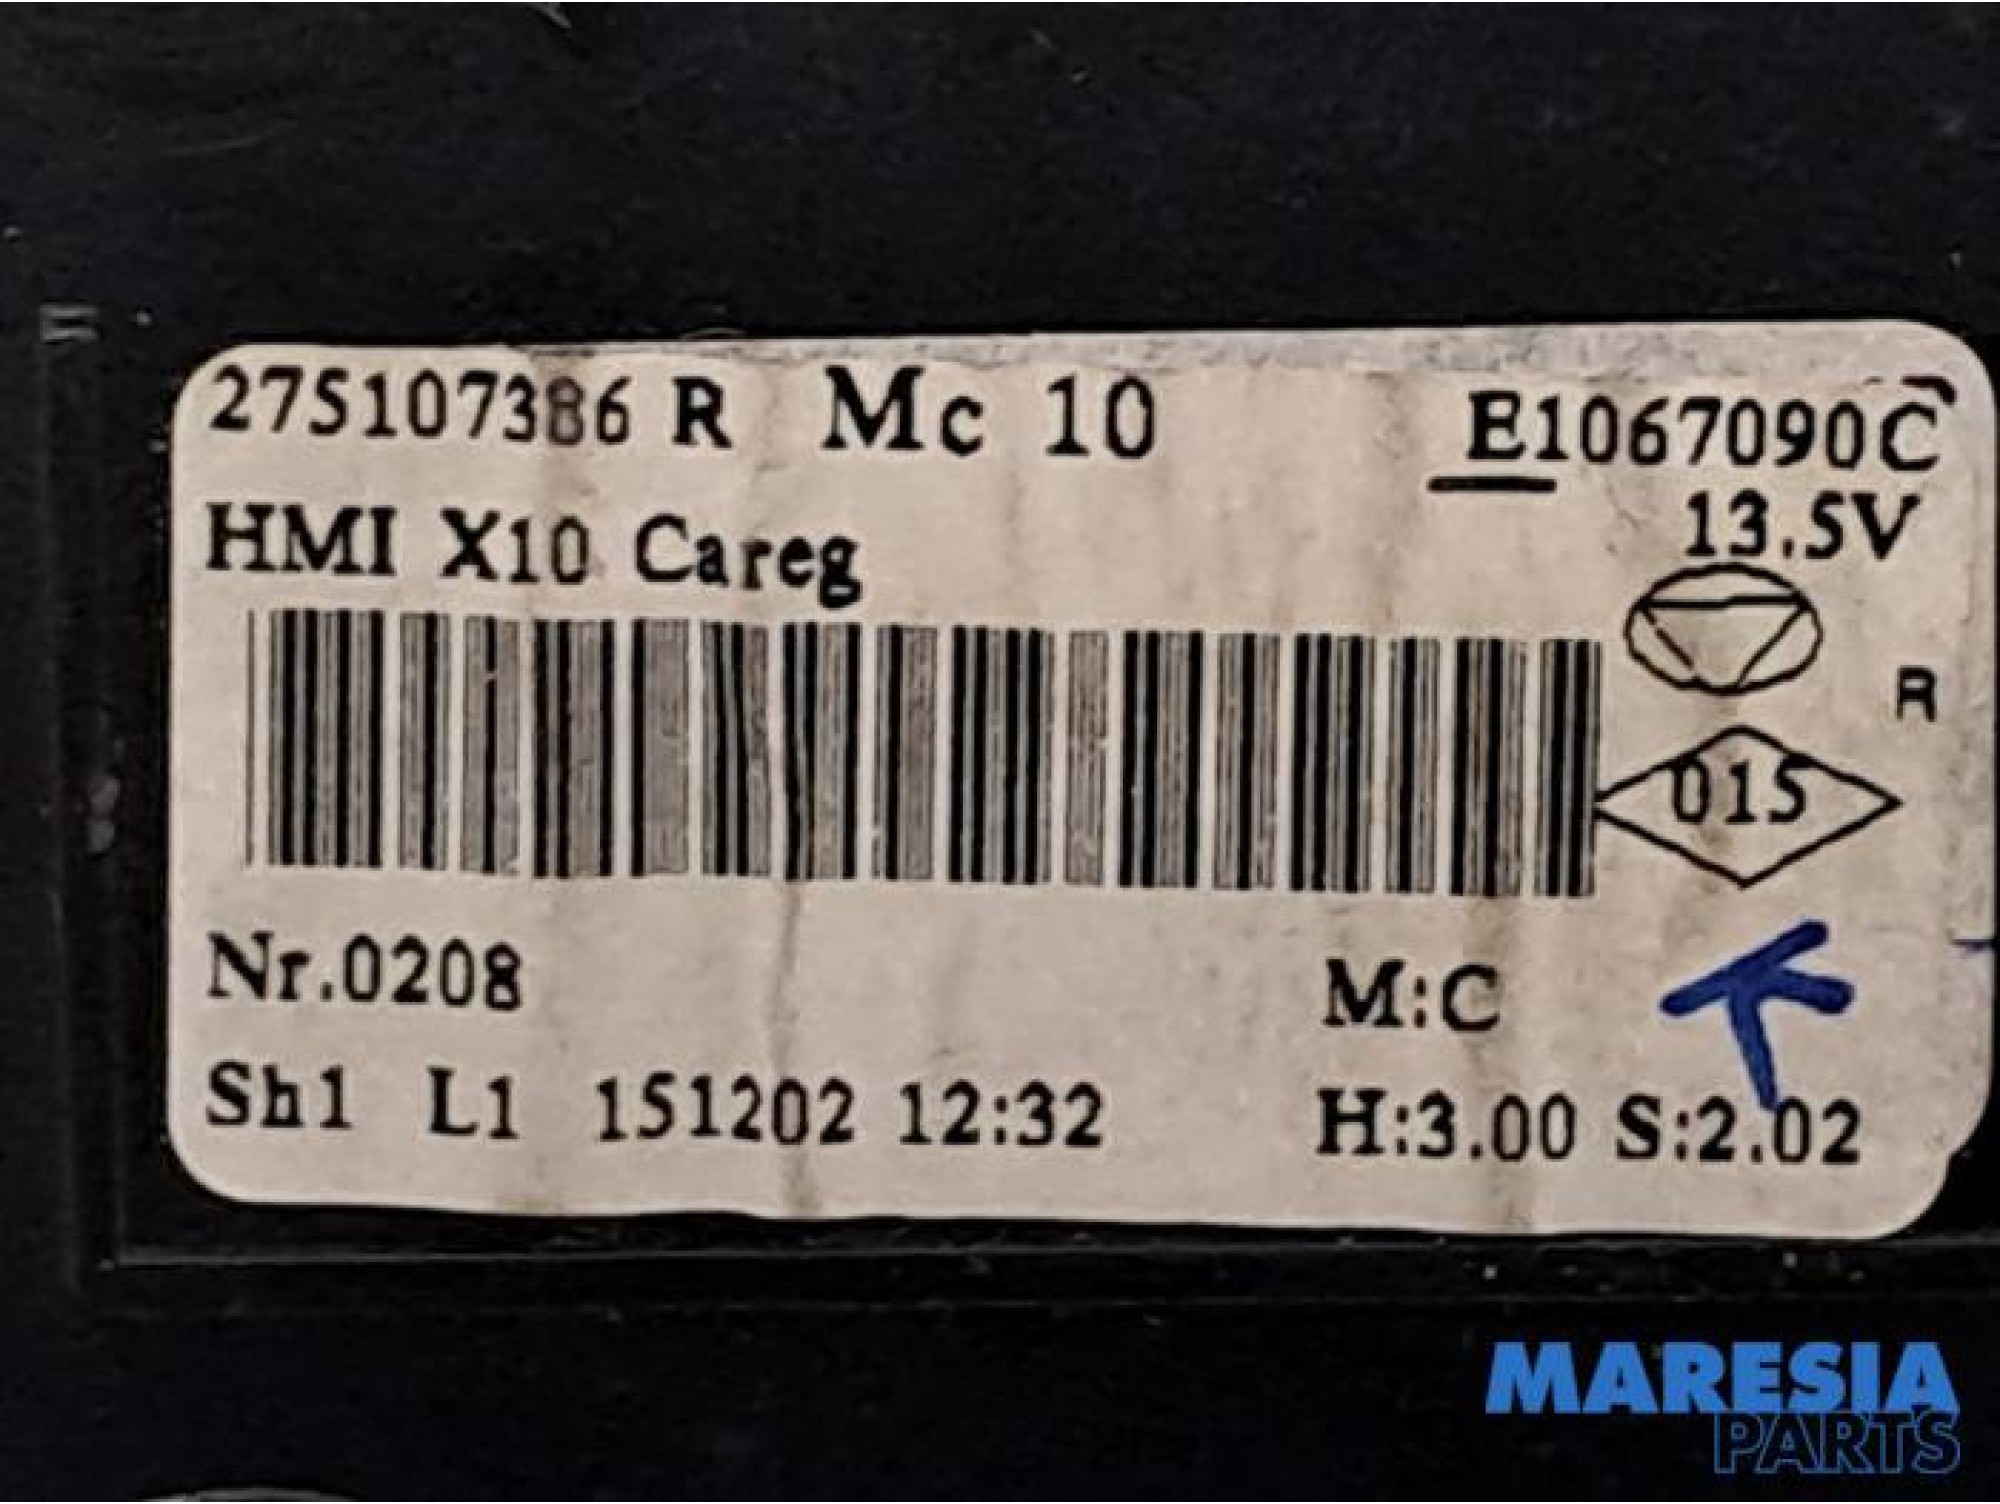 275107386 R Mc 10 E1067090C
HMI X10 Careg 13.5V
R
015
Nr.0208 M:C
Sh1 L1 151202 12:32 H:3.00 S:2.02
MARESIA
PARTS